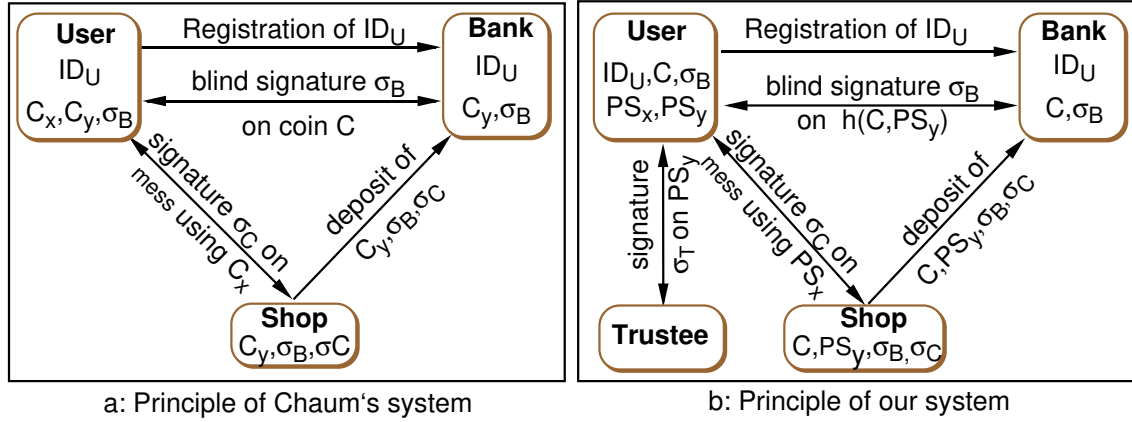 User
ID_U
C_x,C_y,σ_B
Registration of ID_U
blind signature σ_B
on coin C
Bank
ID_U
C_y,σ_B
signature σ_C on
mess using C_x
deposit of
C_y,σ_B,σ_C
Shop
C_y,σ_B,σC
a: Principle of Chaum's system
User
ID_U,C,σ_B
PS_x,PS_y
Registration of ID_U
blind signature σ_B
on h(C,PS_y)
Bank
ID_U
C,σ_B
signature
σ_T on PS_y
signature σ_C on
mess using PS_x
deposit of
C,PS_y,σ_B,σ_C
Trustee
Shop
C,PS_y,σ_B,σ_C
b: Principle of our system